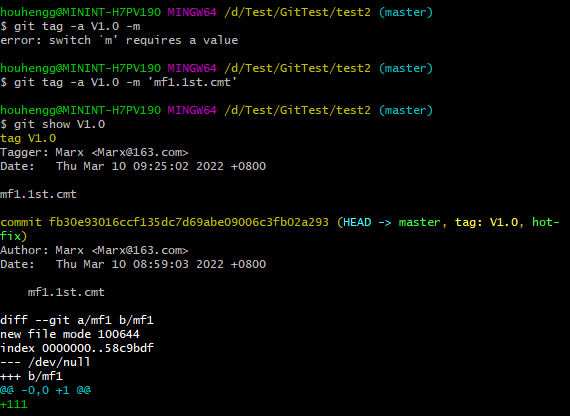 houhengg@MININT-H7PV190 MINGW64 /d/Test/GitTest/test2 (master)
$ git tag -a V1.0 -m
error: switch `m' requires a value
houhengg@MININT-H7PV190 MINGW64 /d/Test/GitTest/test2 (master)
$ git tag -a V1.0 -m 'mf1.1st.cmt'
houhengg@MININT-H7PV190 MINGW64 /d/Test/GitTest/test2 (master)
$ git show V1.0
tag V1.0
Tagger: Marx <Marx@163.com>
Date:   Thu Mar 10 09:25:02 2022 +0800
mf1.1st.cmt
commit fb30e93016ccf135dc7d69abe09006c3fb02a293 (HEAD -> master, tag: V1.0, hot-
fix)
Author: Marx <Marx@163.com>
Date:   Thu Mar 10 08:59:03 2022 +0800
    mf1.1st.cmt
diff --git a/mf1 b/mf1
new file mode 100644
index 0000000..58c9bdf
--- /dev/null
+++ b/mf1
@@ -0,0 +1 @@
+111